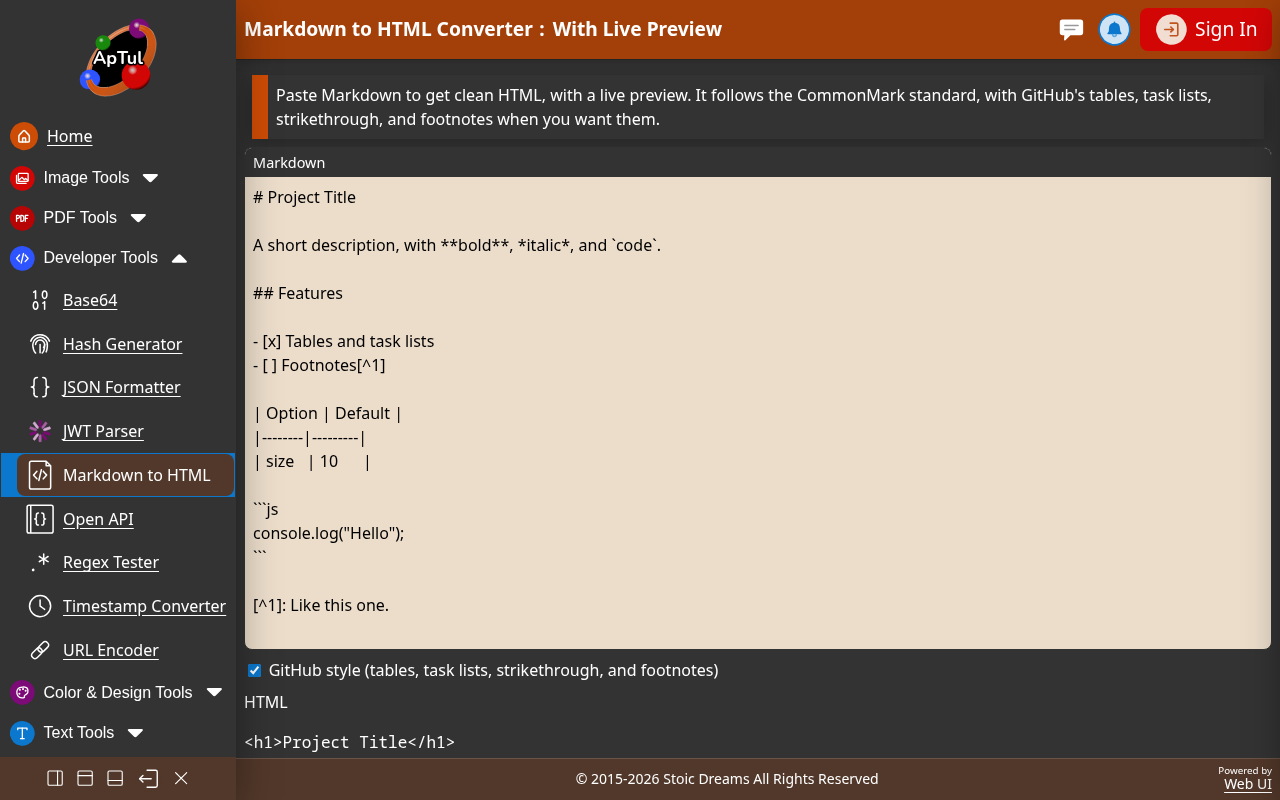 ApTul
Home
Image Tools
PDF Tools
Developer Tools
Base64
Hash Generator
JSON Formatter
JWT Parser
Markdown to HTML
Open API
Regex Tester
Timestamp Converter
URL Encoder
Color & Design Tools
Text Tools
Markdown to HTML Converter : With Live Preview
Sign In
Paste Markdown to get clean HTML, with a live preview. It follows the CommonMark standard, with GitHub's tables, task lists,
strikethrough, and footnotes when you want them.
Markdown
# Project Title
A short description, with **bold**, *italic*, and `code`.
## Features
- [x] Tables and task lists
- [ ] Footnotes[^1]
| Option | Default |
|--------|---------|
| size   | 10      |
```js
console.log("Hello");
```
[^1]: Like this one.
GitHub style (tables, task lists, strikethrough, and footnotes)
HTML
<h1>Project Title</h1>
© 2015-2026 Stoic Dreams All Rights Reserved
Powered by
Web UI